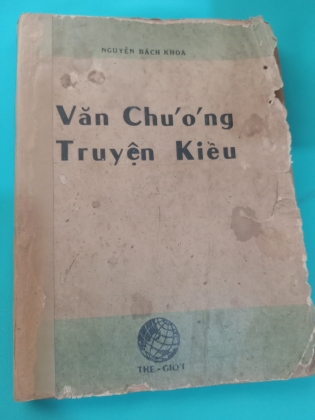 NGUYỄN BÁCH KHOA
Văn Chương
Truyện Kiều
THẾ-GIỚI